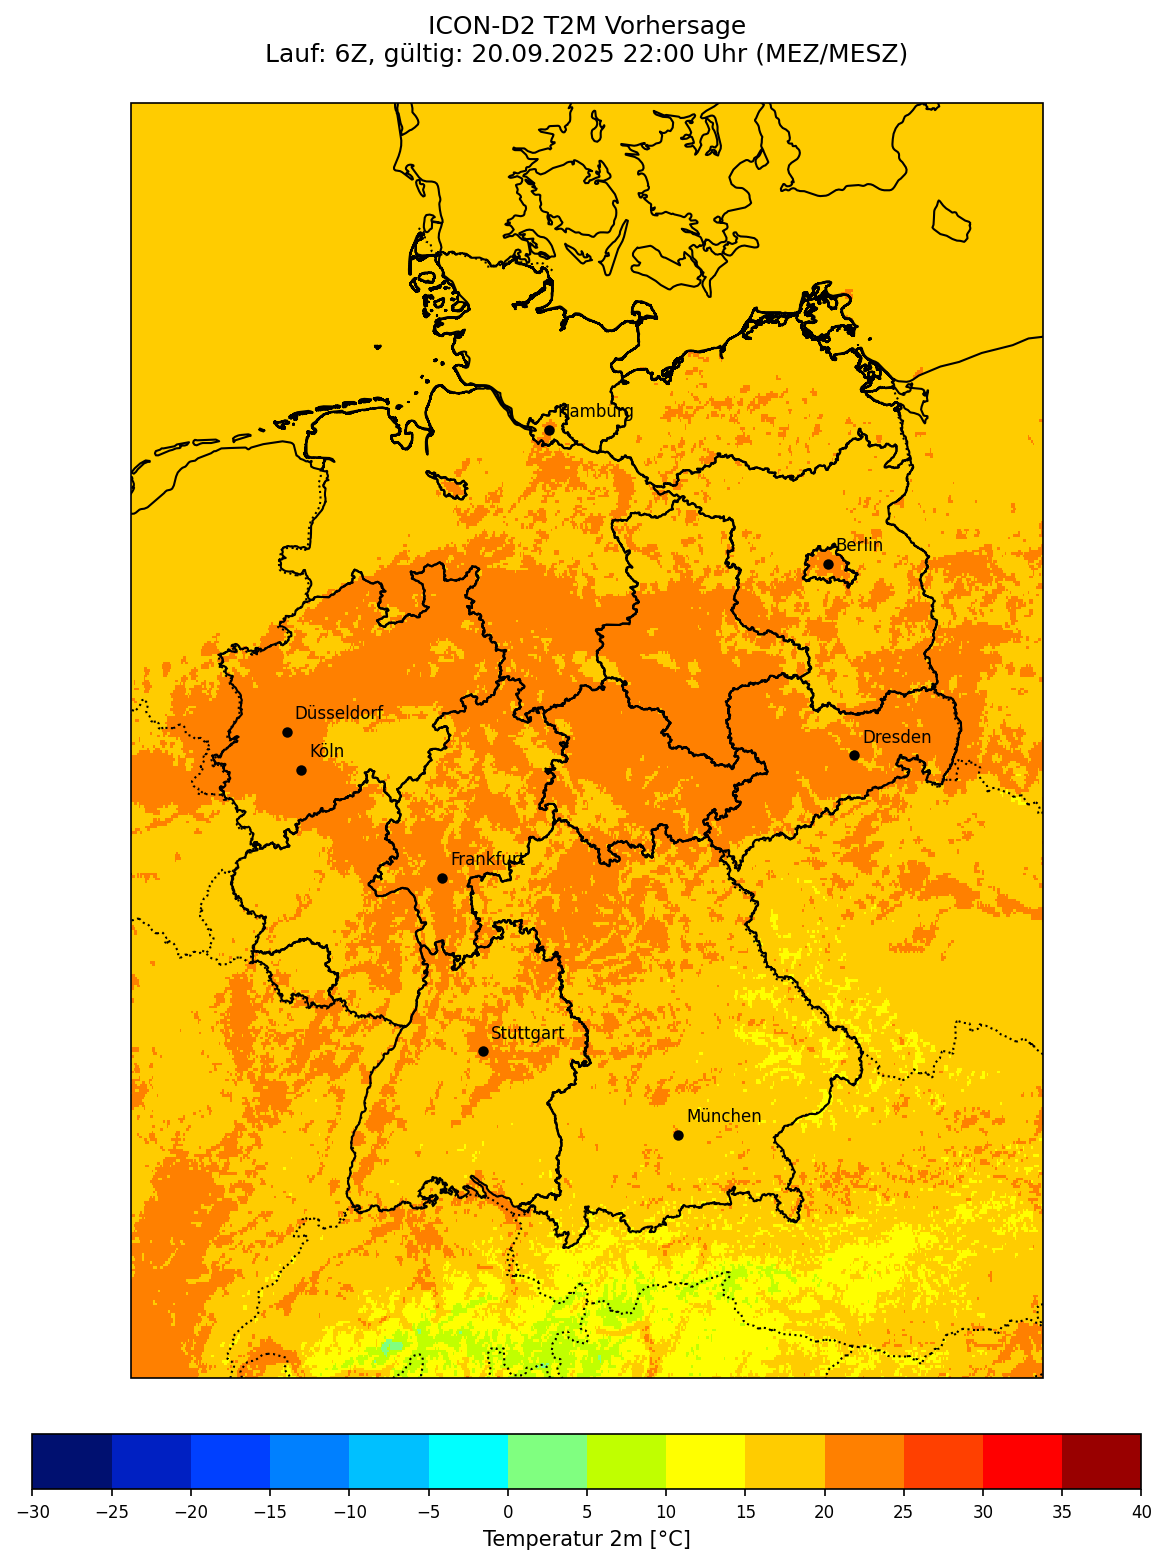 ICON-D2 T2M Vorhersage
Lauf: 6Z, gültig: 20.09.2025 22:00 Uhr (MEZ/MESZ)
Hamburg
Berlin
Düsseldorf
Köln
Dresden
Frankfurt
Stuttgart
München
−30 −25 −20 −15 −10 −5 0 5 10 15 20 25 30 35 40
Temperatur 2m [°C]